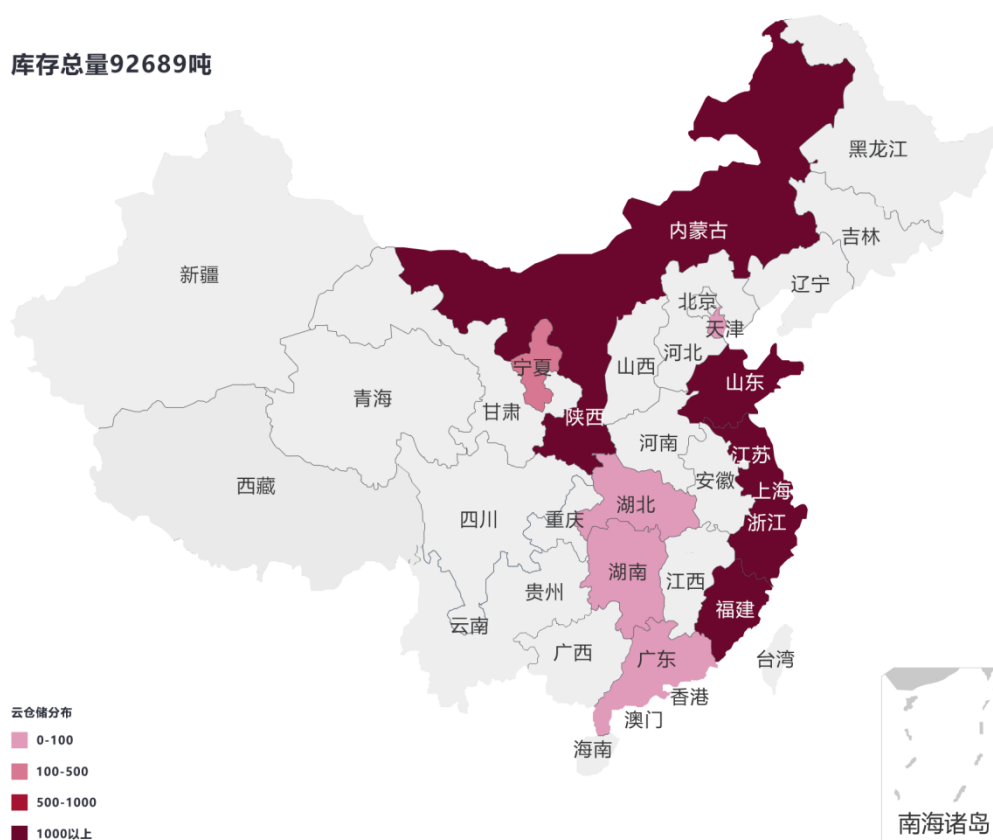 库存总量92689吨
黑龙江
内蒙古
吉林
新疆
辽宁
北京
天津
河北
山西
宁夏
山东
青海
甘肃
陕西
河南
江苏
安徽
西藏
上海
湖北
四川
重庆
浙江
湖南
江西
贵州
福建
云南
广西
广东
台湾
香港
澳门
海南
云仓储分布
0-100
100-500
500-1000
1000以上
南海诸岛